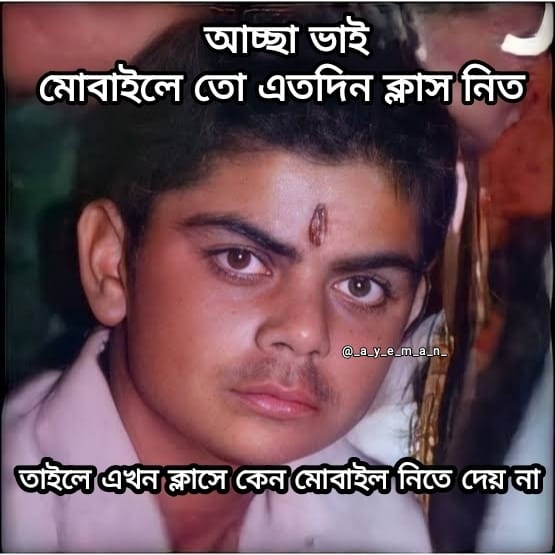 আচ্ছা ভাই
মোবাইলে তো এতদিন ক্লাস নিত
@_a_y_e_m_a_n_
তাইলে এখন ক্লাসে কেন মোবাইল নিতে দেয় না